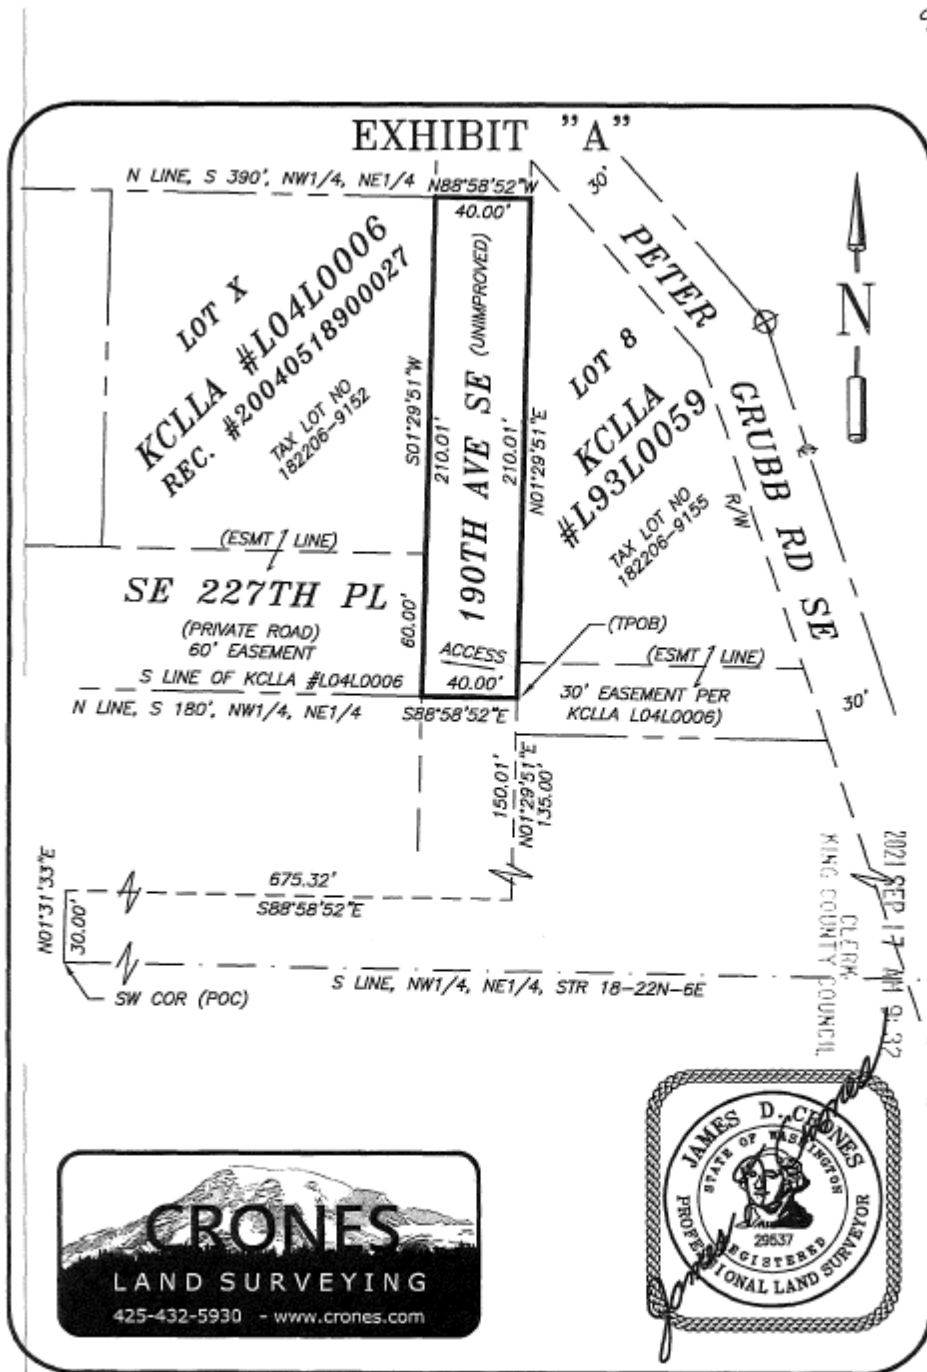 EXHIBIT "A"
N LINE, S 390', NW1/4, NE1/4
N88°58'52"W
40.00'
30'
PETER
GRUBB RD SE
R/W
30'
N
LOT X
KCLLA #L04L0006
REC. #20040518900027
TAX LOT NO
182206-9152
S01°29'51"W
210.01'
190TH AVE SE (UNIMPROVED)
210.01'
N01°29'51"E
LOT 8
KCLLA
#L93L0059
TAX LOT NO
182206-9155
(ESMT LINE)
SE 227TH PL
(PRIVATE ROAD)
60' EASEMENT
60.00'
ACCESS
40.00'
(TPOB)
(ESMT LINE)
S LINE OF KCLLA #L04L0006
N LINE, S 180', NW1/4, NE1/4
S88°58'52"E
30' EASEMENT PER
KCLLA L04L0006)
150.01'
N01°29'51"E
135.00'
N01°31'33"E
30.00'
675.32'
S88°58'52"E
SW COR (POC)
S LINE, NW1/4, NE1/4, STR 18-22N-6E
2021 SEP 17 AM 9:32
CLERK
KING COUNTY COUNCIL
CRONES
LAND SURVEYING
425-432-5930 - www.crones.com
JAMES D. CRONES
STATE OF WASHINGTON
29537
REGISTERED
PROFESSIONAL LAND SURVEYOR
James Crones